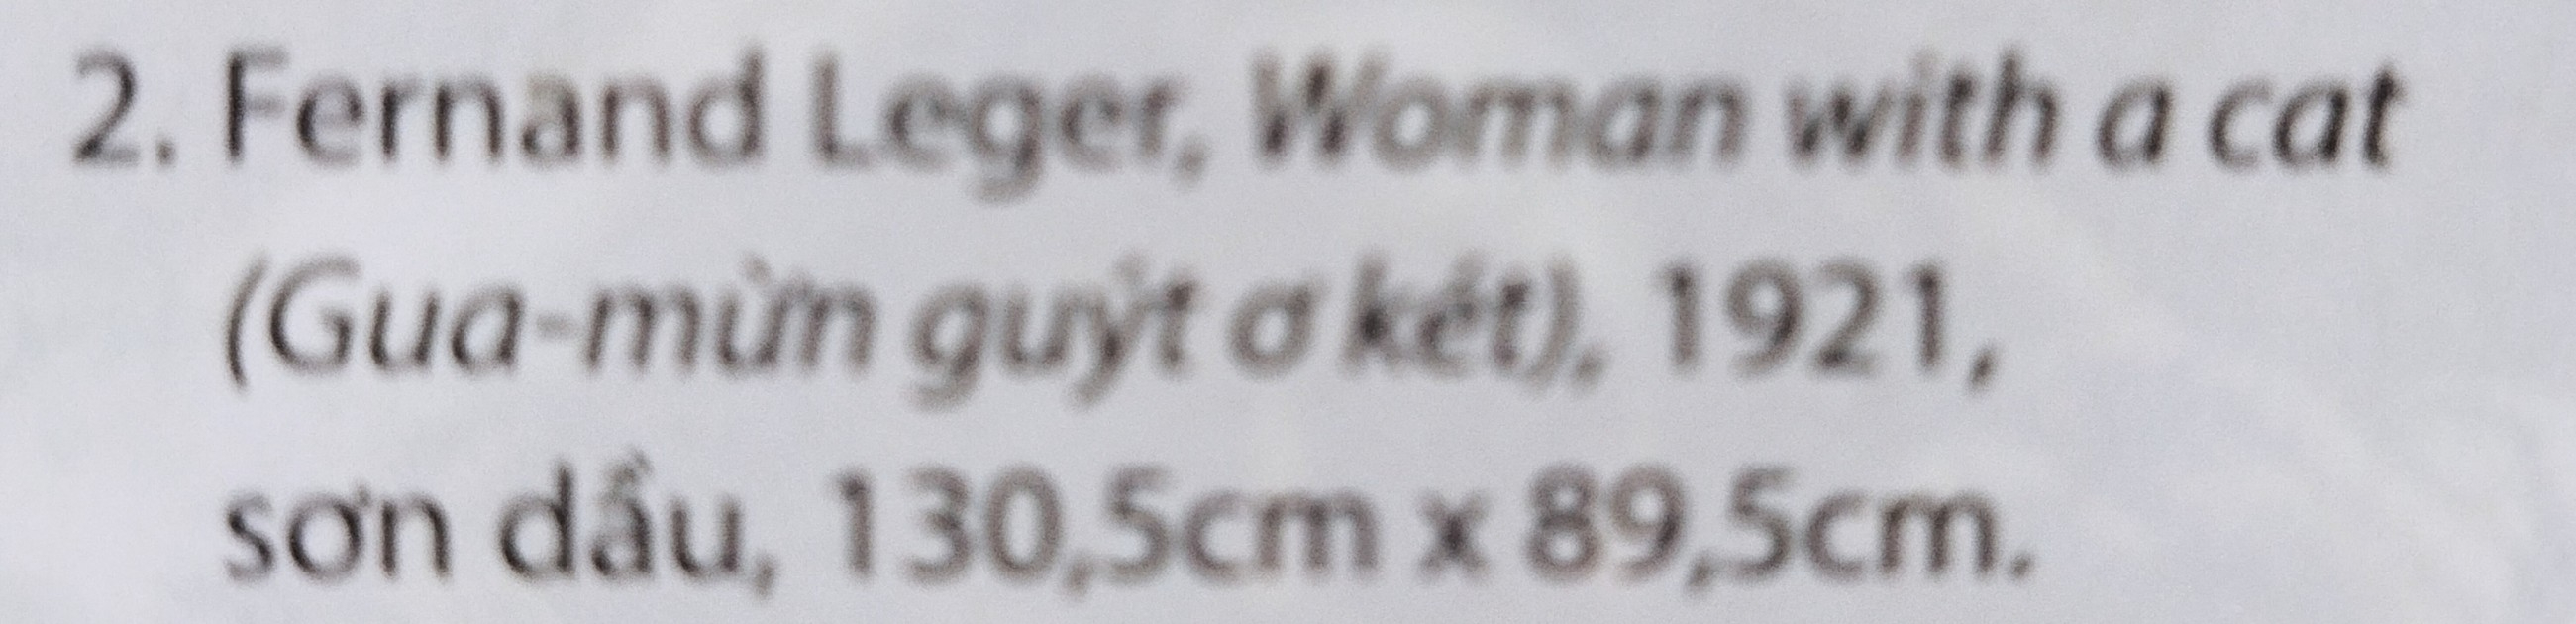 2. Fernand Leger, Woman with a cat
(Gua-mừn guýt ơ két), 1921,
sơn dầu, 130,5cm x 89,5cm.